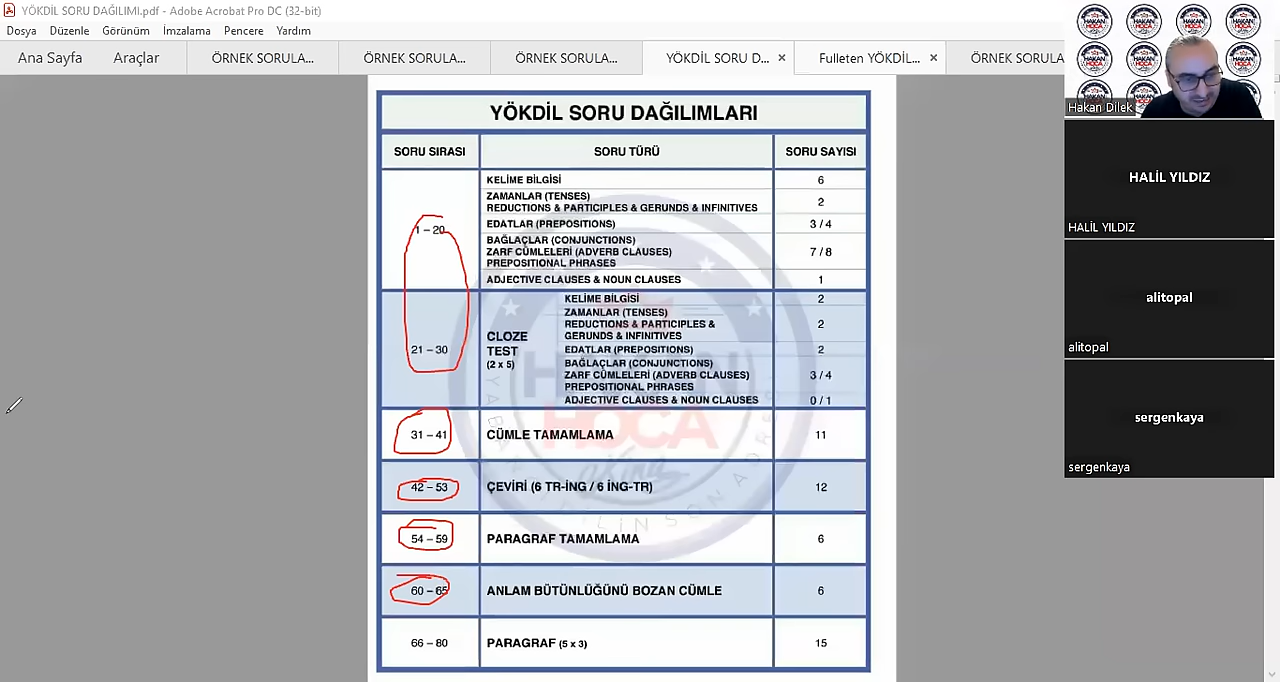 YÖKDİL SORU DAĞILIMI.pdf - Adobe Acrobat Pro DC (32-bit)
Dosya Düzenle Görünüm İmzalama Pencere Yardım
Ana Sayfa Araçlar ÖRNEK SORULA... ÖRNEK SORULA... ÖRNEK SORULA... YÖKDİL SORU D... × Fulleten YÖKDİL... × ÖRNEK SORULA
YÖKDİL SORU DAĞILIMLARI
SORU SIRASI SORU TÜRÜ SORU SAYISI
1 – 20
KELİME BİLGİSİ 6
ZAMANLAR (TENSES)
REDUCTIONS & PARTICIPLES & GERUNDS & INFINITIVES 2
EDATLAR (PREPOSITIONS) 3 / 4
BAĞLAÇLAR (CONJUNCTIONS)
ZARF CÜMLELERİ (ADVERB CLAUSES) 7 / 8
PREPOSITIONAL PHRASES
ADJECTIVE CLAUSES & NOUN CLAUSES 1
21 – 30
CLOZE
TEST
(2 x 5)
KELİME BİLGİSİ 2
ZAMANLAR (TENSES)
REDUCTIONS & PARTICIPLES & 2
GERUNDS & INFINITIVES
EDATLAR (PREPOSITIONS) 2
BAĞLAÇLAR (CONJUNCTIONS)
ZARF CÜMLELERİ (ADVERB CLAUSES) 3 / 4
PREPOSITIONAL PHRASES
ADJECTIVE CLAUSES & NOUN CLAUSES 0 / 1
31 – 41 CÜMLE TAMAMLAMA 11
42 – 53 ÇEVİRİ (6 TR-İNG / 6 İNG-TR) 12
54 – 59 PARAGRAF TAMAMLAMA 6
60 – 65 ANLAM BÜTÜNLÜĞÜNÜ BOZAN CÜMLE 6
66 – 80 PARAGRAF (5 x 3) 15
HAKAN
HOCA
Hakan Dilek
HALİL YILDIZ
HALİL YILDIZ
alitopal
alitopal
sergenkaya
sergenkaya